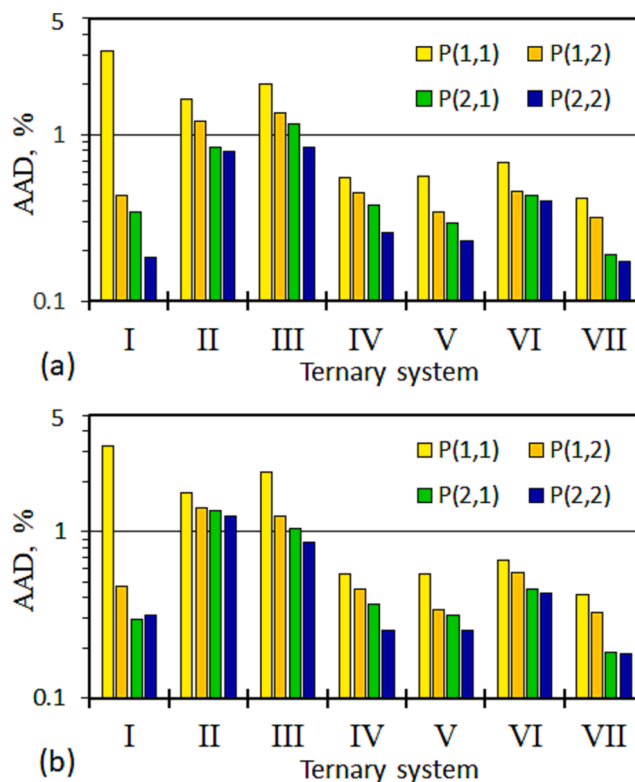 5
P(1,1) P(1,2)
P(2,1) P(2,2)
1
AAD, %
0.1
I II III IV V VI VII
(a) Ternary system
5
P(1,1) P(1,2)
P(2,1) P(2,2)
1
AAD, %
0.1
I II III IV V VI VII
(b) Ternary system